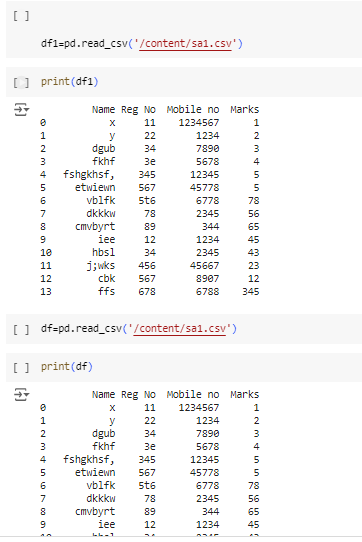 [ ]
df1=pd.read_csv('/content/sa1.csv')
[ ] print(df1)
Name Reg No Mobile no Marks
0 x 11 1234567 1
1 y 22 1234 2
2 dgub 34 7890 3
3 fkhf 3e 5678 4
4 fshgkhsf, 345 12345 5
5 etwiewn 567 45778 5
6 vblfk 5t6 6778 78
7 dkkkw 78 2345 56
8 cmvbyrt 89 344 65
9 iee 12 1234 45
10 hbsl 34 2345 43
11 j;wks 456 45667 23
12 cbk 567 8907 12
13 ffs 678 6788 345
[ ] df=pd.read_csv('/content/sa1.csv')
[ ] print(df)
Name Reg No Mobile no Marks
0 x 11 1234567 1
1 y 22 1234 2
2 dgub 34 7890 3
3 fkhf 3e 5678 4
4 fshgkhsf, 345 12345 5
5 etwiewn 567 45778 5
6 vblfk 5t6 6778 78
7 dkkkw 78 2345 56
8 cmvbyrt 89 344 65
9 iee 12 1234 45